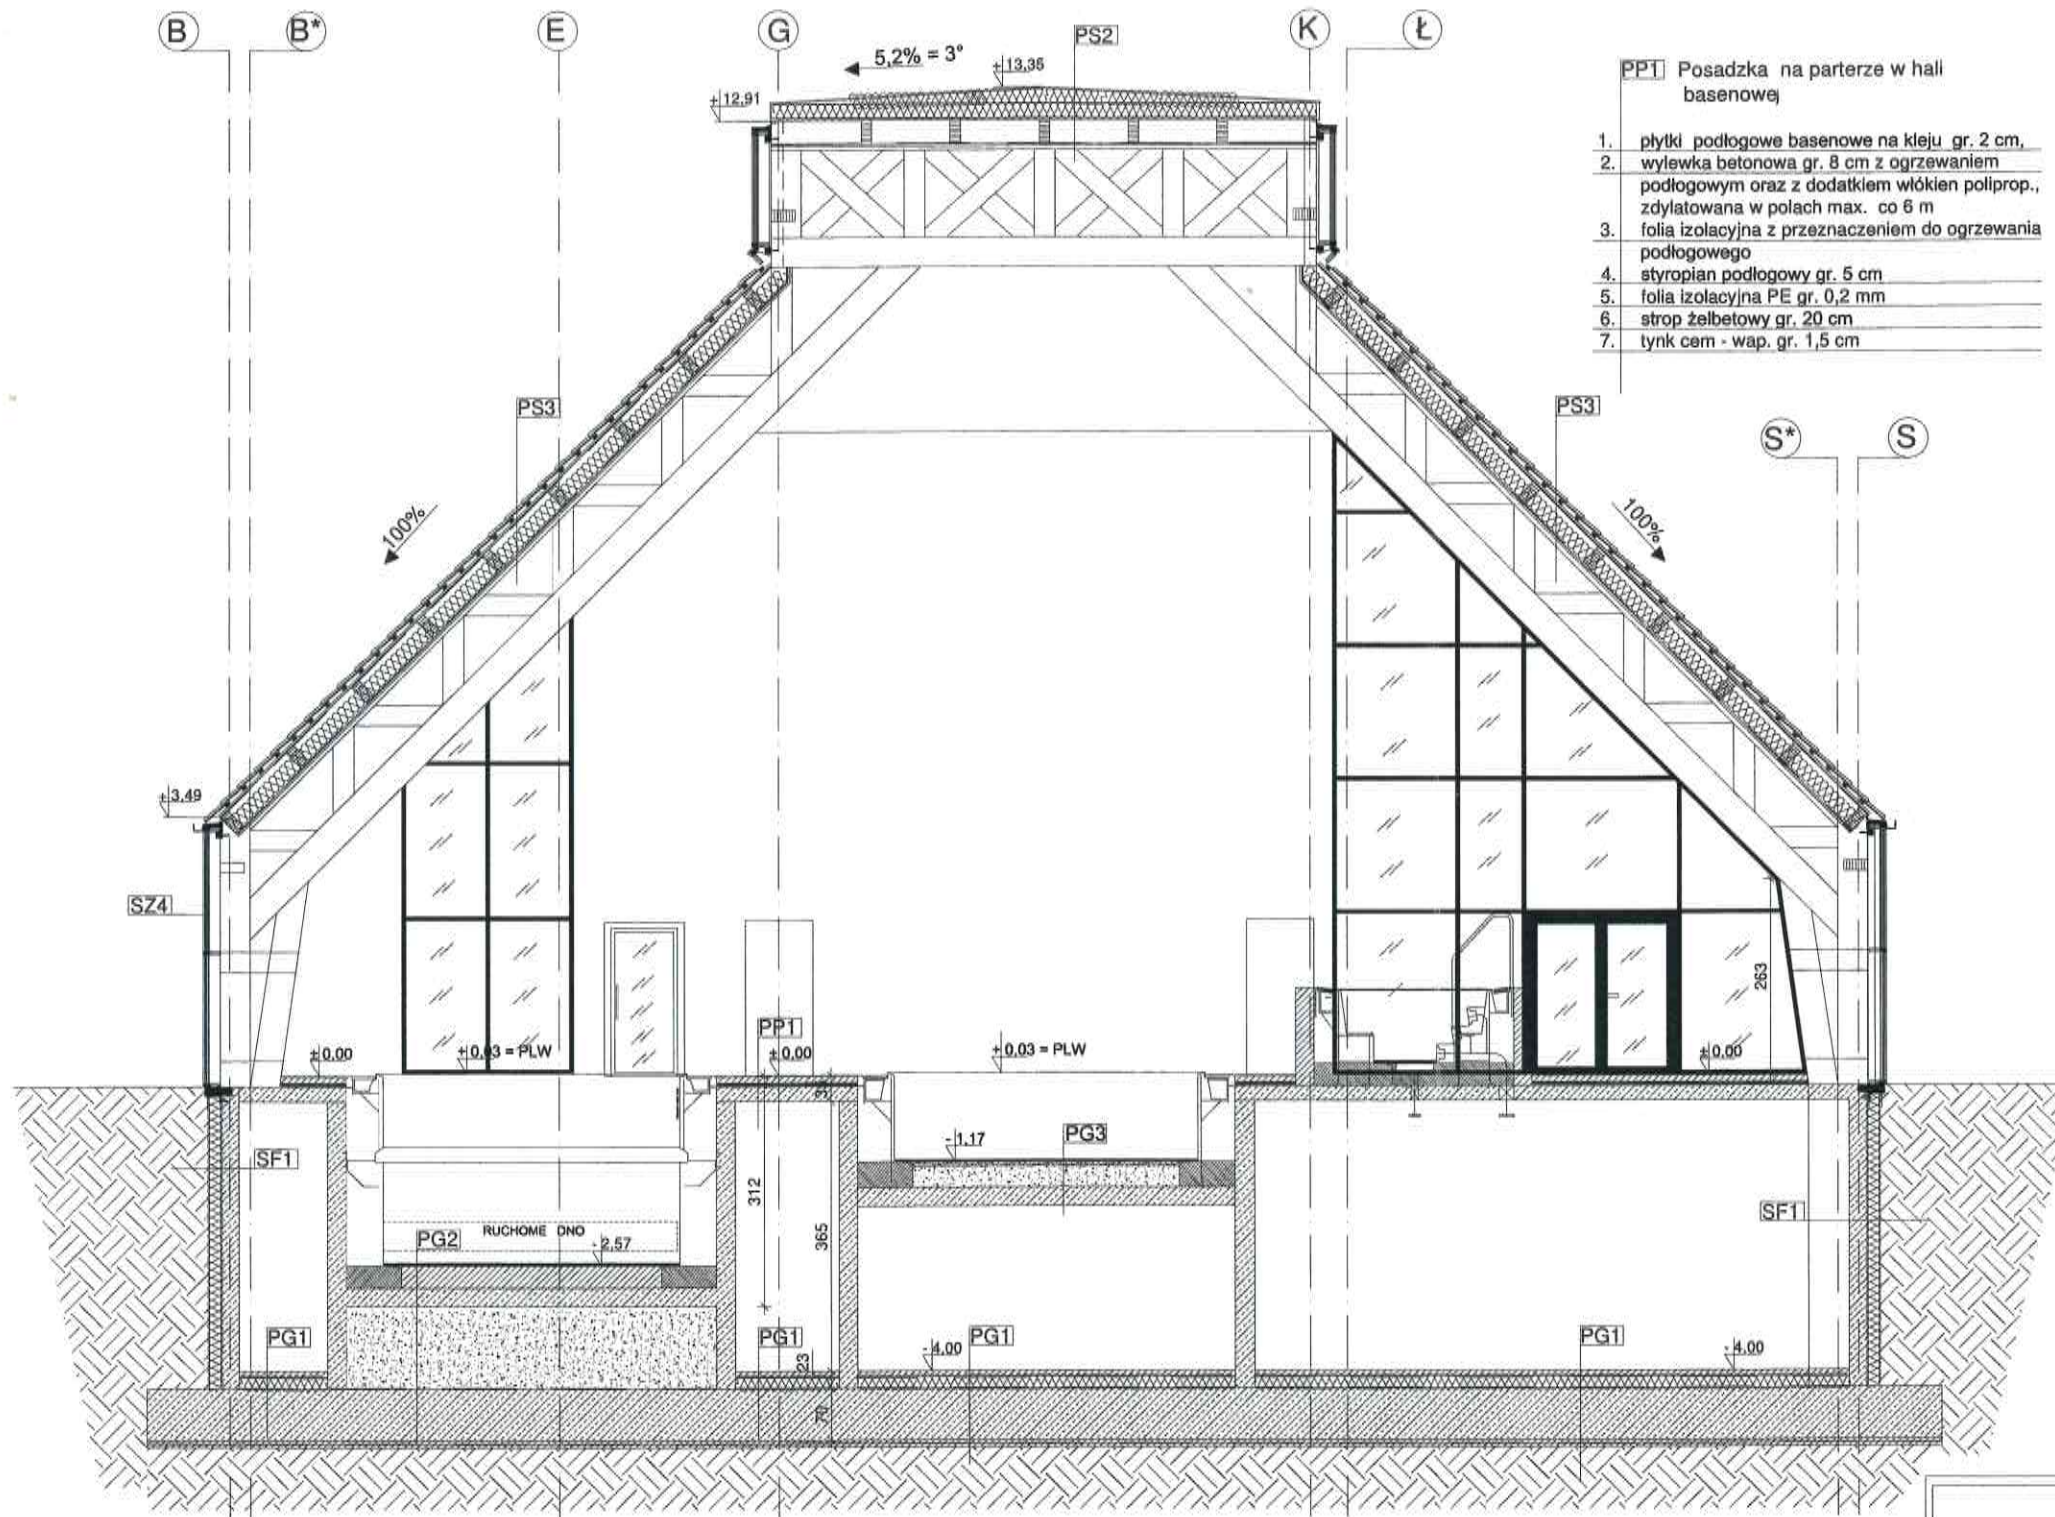 B B* E G K Ł
PS2
5,2% = 3°
+13,35
+12,91
PP1 Posadzka na parterze w hali
basenowej
1. płytki podłogowe basenowe na kleju gr. 2 cm,
2. wylewka betonowa gr. 8 cm z ogrzewaniem
podłogowym oraz z dodatkiem włókien poliprop.,
zdylatowana w polach max. co 6 m
3. folia izolacyjna z przeznaczeniem do ogrzewania
podłogowego
4. styropian podłogowy gr. 5 cm
5. folia izolacyjna PE gr. 0,2 mm
6. strop żelbetowy gr. 20 cm
7. tynk cem - wap. gr. 1,5 cm
PS3
PS3
S* S
100%
100%
+3,49
SZ4
263
PP1
±0.00
+0,03 = PLW
±0,00
+0.03 = PLW
±0,00
-1,17
PG3
SF1
312
365
SF1
RUCHOME DNO
PG2
-2,57
PG1
PG1
23
-4,00
PG1
PG1
-4,00
70